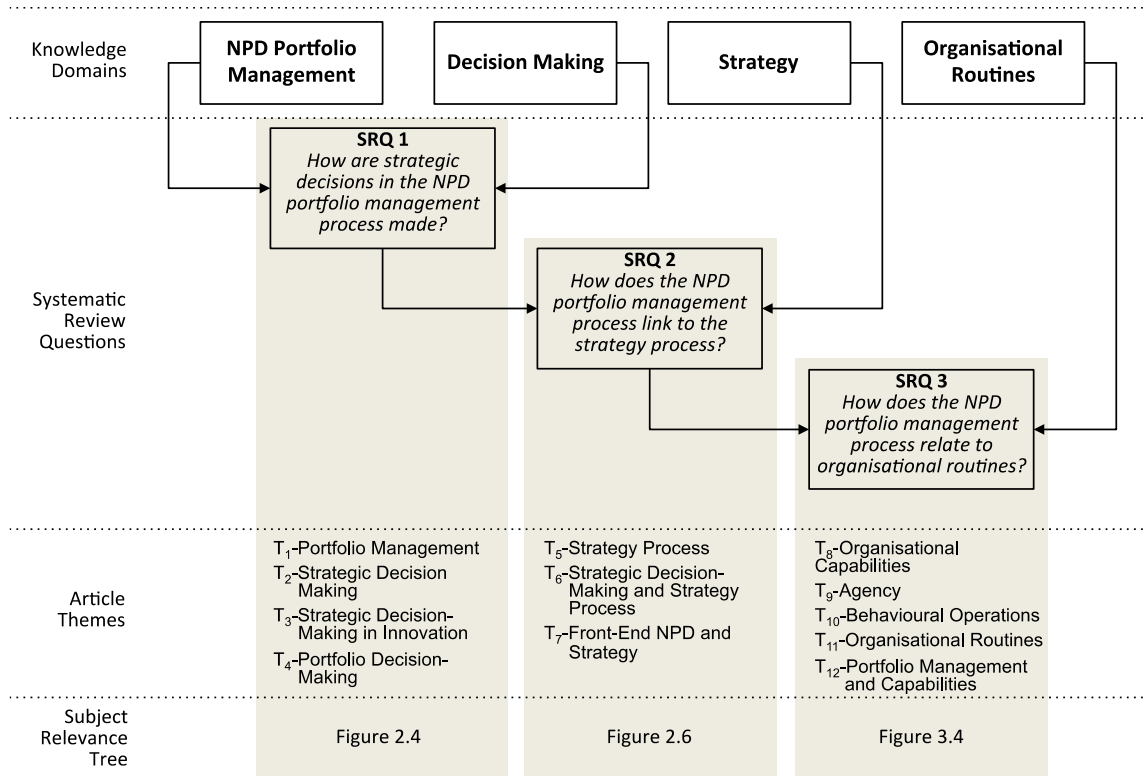 Knowledge
Domains
NPD Portfolio
Management
Decision Making
Strategy
Organisational
Routines
Systematic
Review
Questions
SRQ 1
How are strategic
decisions in the NPD
portfolio management
process made?
SRQ 2
How does the NPD
portfolio management
process link to the
strategy process?
SRQ 3
How does the NPD
portfolio management
process relate to
organisational routines?
Article
Themes
T₁-Portfolio Management
T₂-Strategic Decision
Making
T₃-Strategic Decision-
Making in Innovation
T₄-Portfolio Decision-
Making
T₅-Strategy Process
T₆-Strategic Decision-
Making and Strategy
Process
T₇-Front-End NPD and
Strategy
T₈-Organisational
Capabilities
T₉-Agency
T₁₀-Behavioural Operations
T₁₁-Organisational Routines
T₁₂-Portfolio Management
and Capabilities
Subject
Relevance
Tree
Figure 2.4
Figure 2.6
Figure 3.4